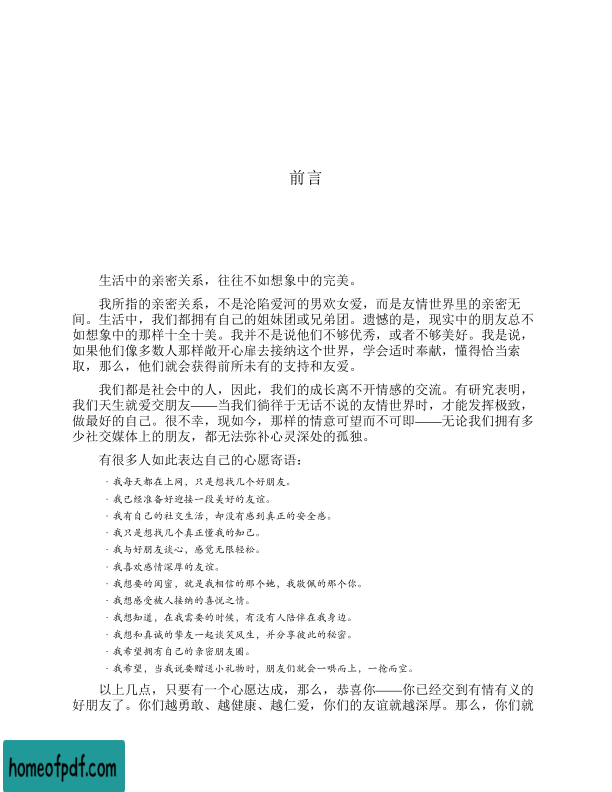 前言
生活中的亲密关系，往往不如想象中的完美。
我所指的亲密关系，不是沦陷爱河的男欢女爱，而是友情世界里的亲密无
间。生活中，我们都拥有自己的姐妹团或兄弟团。遗憾的是，现实中的朋友总不
如想象中的那样十全十美。我并不是说他们不够优秀，或者不够美好。我是说，
如果他们像多数人那样敞开心扉去接纳这个世界，学会适时奉献，懂得恰当索
取，那么，他们就会获得前所未有的支持和友爱。
我们都是社会中的人，因此，我们的成长离不开情感的交流。有研究表明，
我们天生就爱交朋友——当我们徜徉于无话不说的友情世界时，才能发挥极致，
做最好的自己。很不幸，现如今，那样的情意可望而不可即——无论我们拥有多
少社交媒体上的朋友，都无法弥补心灵深处的孤独。
有很多人如此表达自己的心愿寄语：
· 我每天都在上网，只是想找几个好朋友。
· 我已经准备好迎接一段美好的友谊。
· 我有自己的社交生活，却没有感到真正的安全感。
· 我只是想找几个真正懂我的知己。
· 我与好朋友谈心，感觉无限轻松。
· 我喜欢感情深厚的友谊。
· 我想要的闺蜜，就是我相信的那个她，我敬佩的那个你。
· 我想感受被人接纳的喜悦之情。
· 我想知道，在我需要的时候，有没有人陪伴在我身边。
· 我想和真诚的挚友一起谈笑风生，并分享彼此的秘密。
· 我希望拥有自己的亲密朋友圈。
· 我希望，当我说要赠送小礼物时，朋友们就会一哄而上，一抢而空。
以上几点，只要有一个心愿达成，那么，恭喜你——你已经交到有情有义的
好朋友了。你们越勇敢、越健康、越仁爱，你们的友谊就越深厚。那么，你们就
homeofpdf.com